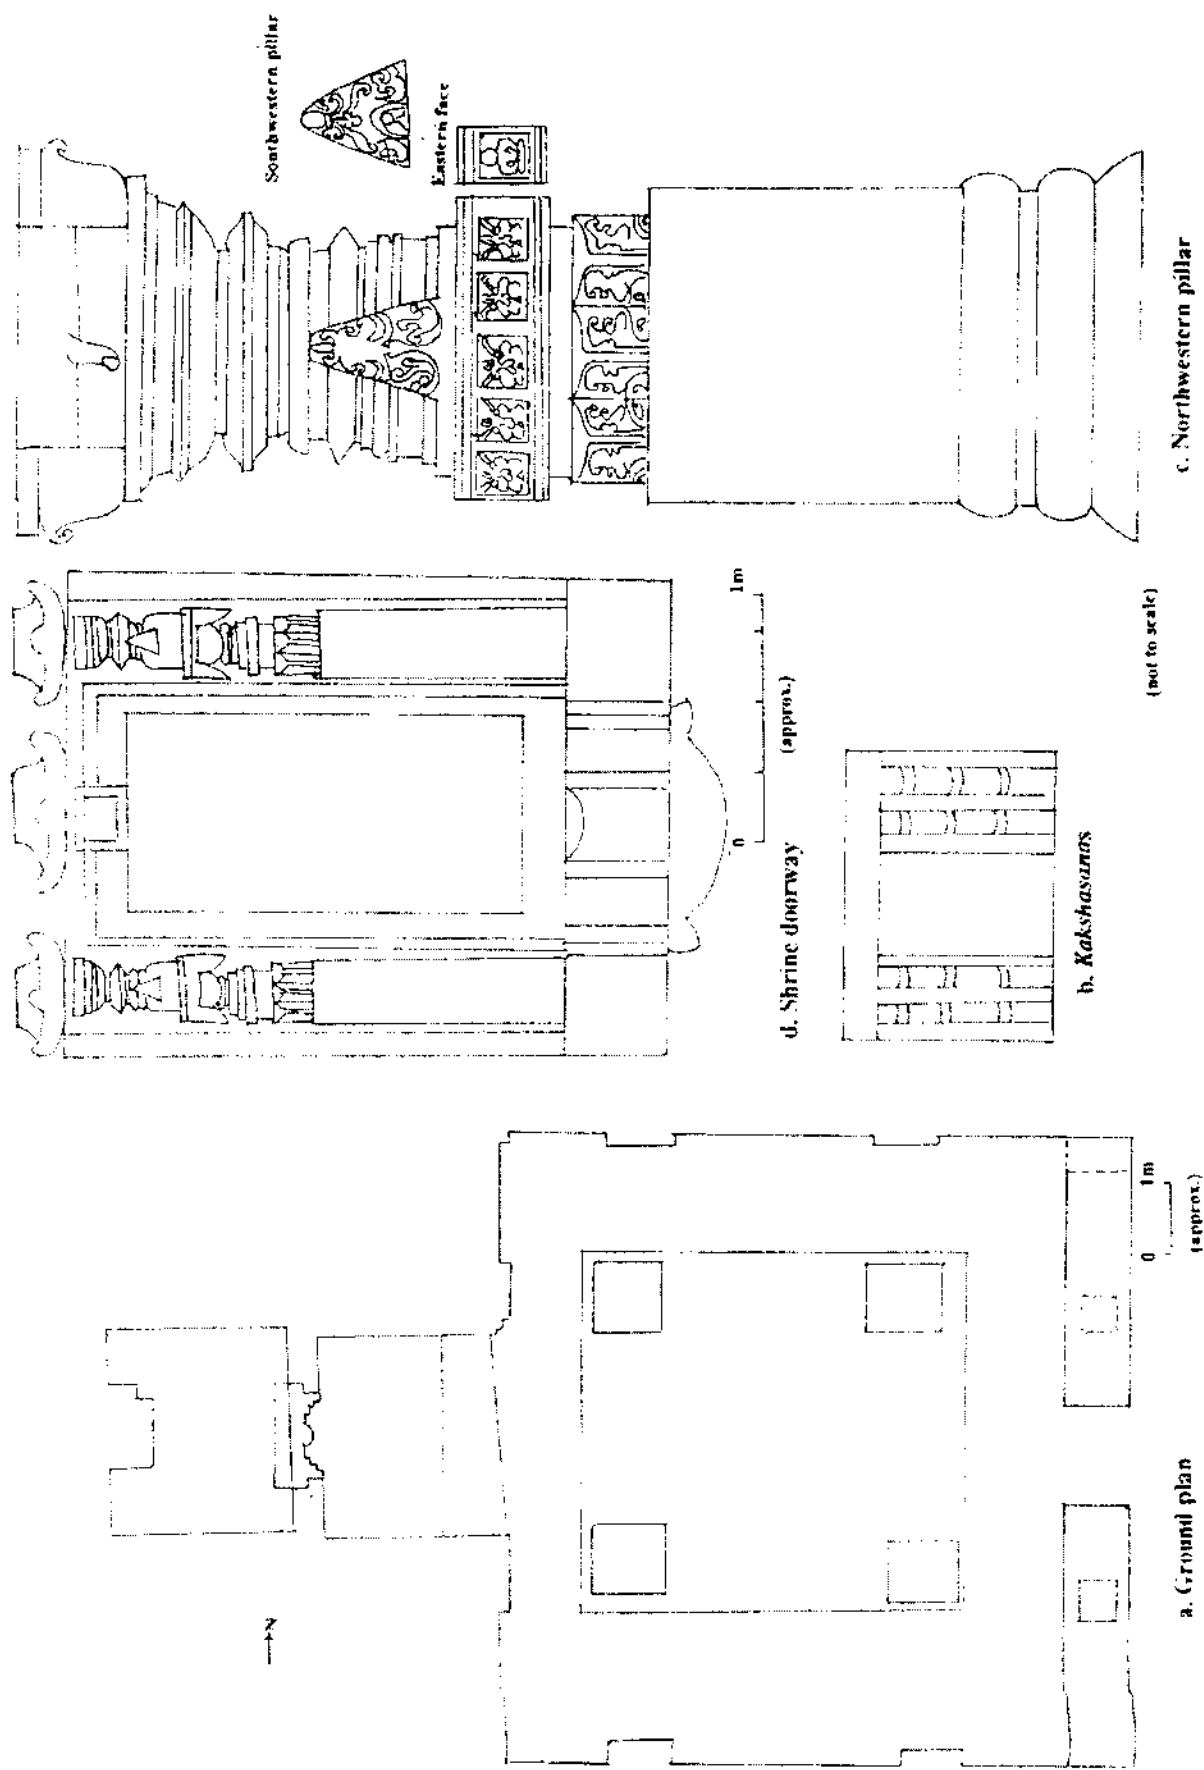 Southwestern pillar
Eastern face
c. Northwestern pillar
(not to scale)
0 1m
(approx.)
d. Shrine doorway
b. Kakshasanas
N
0 1m
(approx.)
a. Ground plan